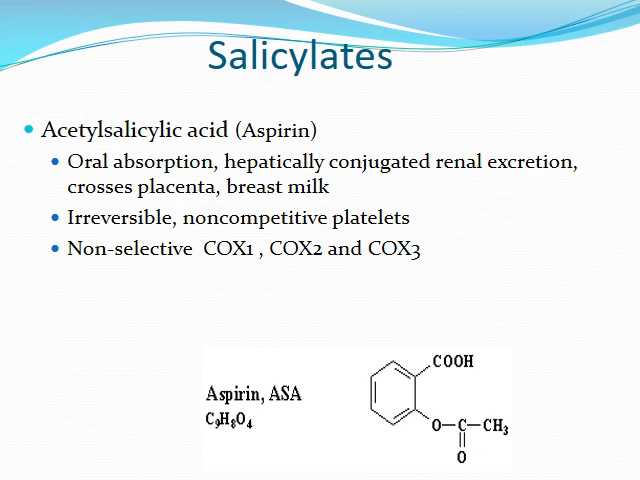 Salicylates
Acetylsalicylic acid (Aspirin)
Oral absorption, hepatically conjugated renal excretion,
crosses placenta, breast milk
Irreversible, noncompetitive platelets
Non-selective  COX1 , COX2 and COX3
COOH
Aspirin, ASA
C₉H₈O₄
O—C—CH₃
O